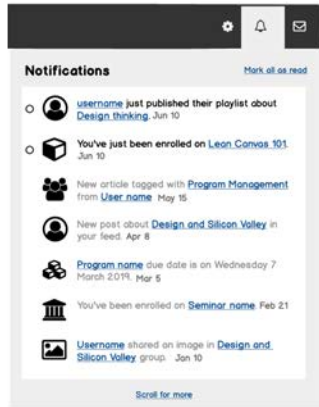 Notifications
Mark all as read
username just published their playlist about
Design thinking. Jun 10
You've just been enrolled on Lean Canvas 101.
Jun 10
New article tagged with Program Management
from User name May 15
New post about Design and Silicon Valley in
your feed. Apr 8
Program name due date is on Wednesday 7
March 2019. Mar 5
You've been enrolled on Seminar name. Feb 21
Username shared an image in Design and
Silicon Valley group. Jan 10
Scroll for more